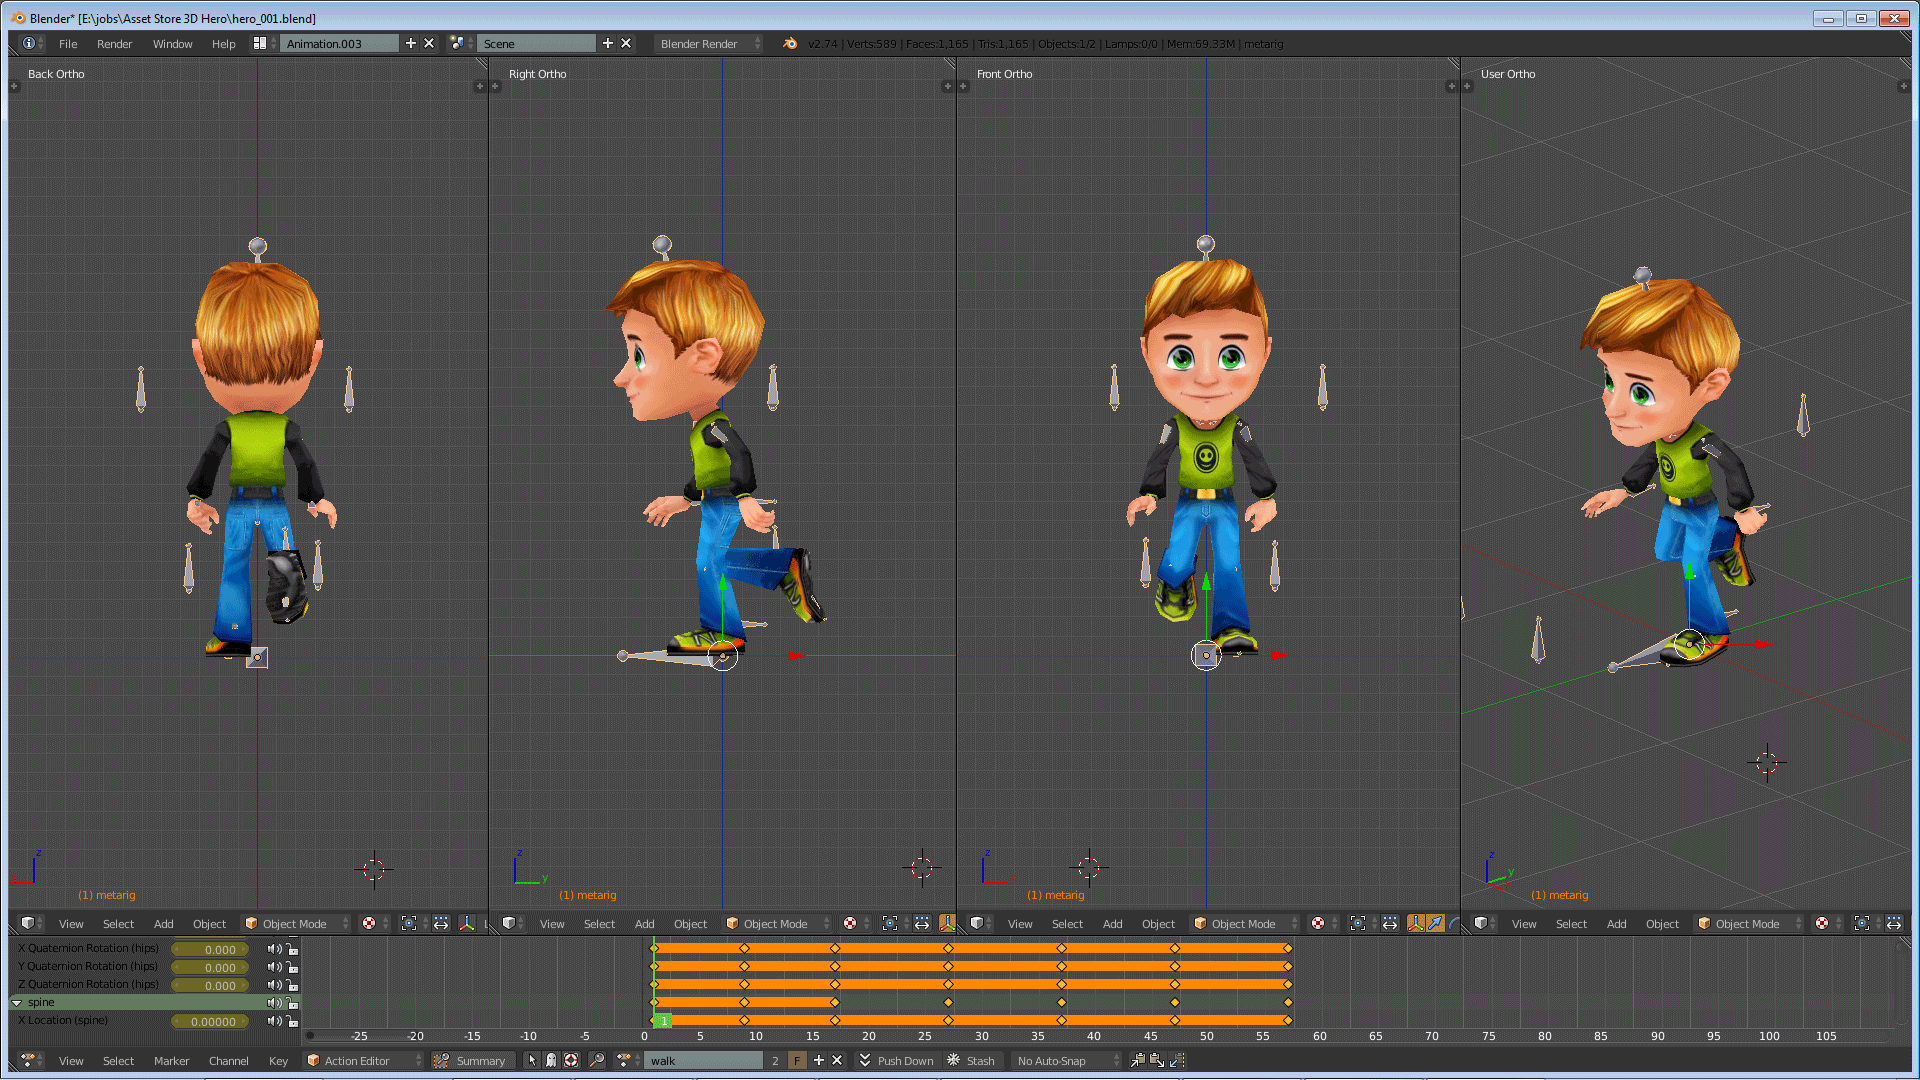 Blender* [E:\jobs\Asset Store 3D Hero\hero_001.blend]
File Render Window Help Animation.003 Scene Blender Render v2.74 | Verts:589 | Faces:1,165 | Tris:1,165 | Objects:1/2 | Lamps:0/0 | Mem:69.33M | metarig
Back Ortho Right Ortho Front Ortho User Ortho
z z z z
y y
(1) metarig (1) metarig (1) metarig (1) metarig
View Select Add Object Object Mode View Select Add Object Object Mode View Select Add Object Object Mode View Select Add Object Object Mode
X Quaternion Rotation (hips) 0.000
Y Quaternion Rotation (hips) 0.000
Z Quaternion Rotation (hips) 0.000
spine
X Location (spine) 0.00000 1
-25 -20 -15 -10 -5 0 5 10 15 20 25 30 35 40 45 50 55 60 65 70 75 80 85 90 95 100 105
View Select Marker Channel Key Action Editor Summary walk 2 F Push Down Stash No Auto-Snap